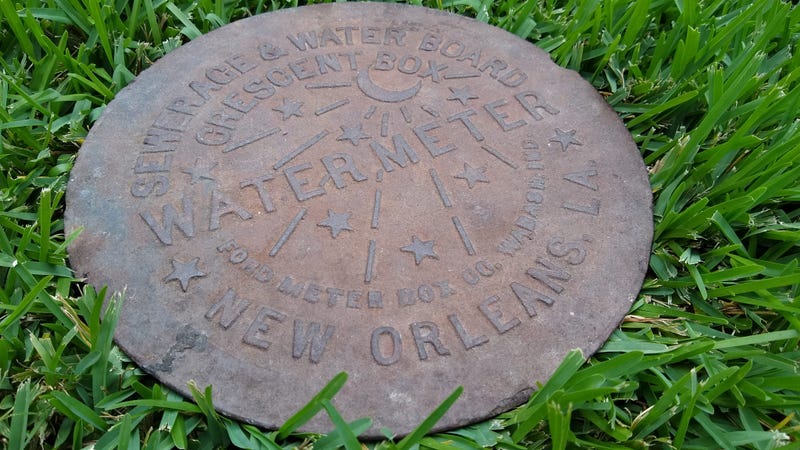 SEWERAGE & WATER BOARD
CRESCENT BOX
WATER METER
FORD METER BOX CO. WABASH, IND
NEW ORLEANS, LA.